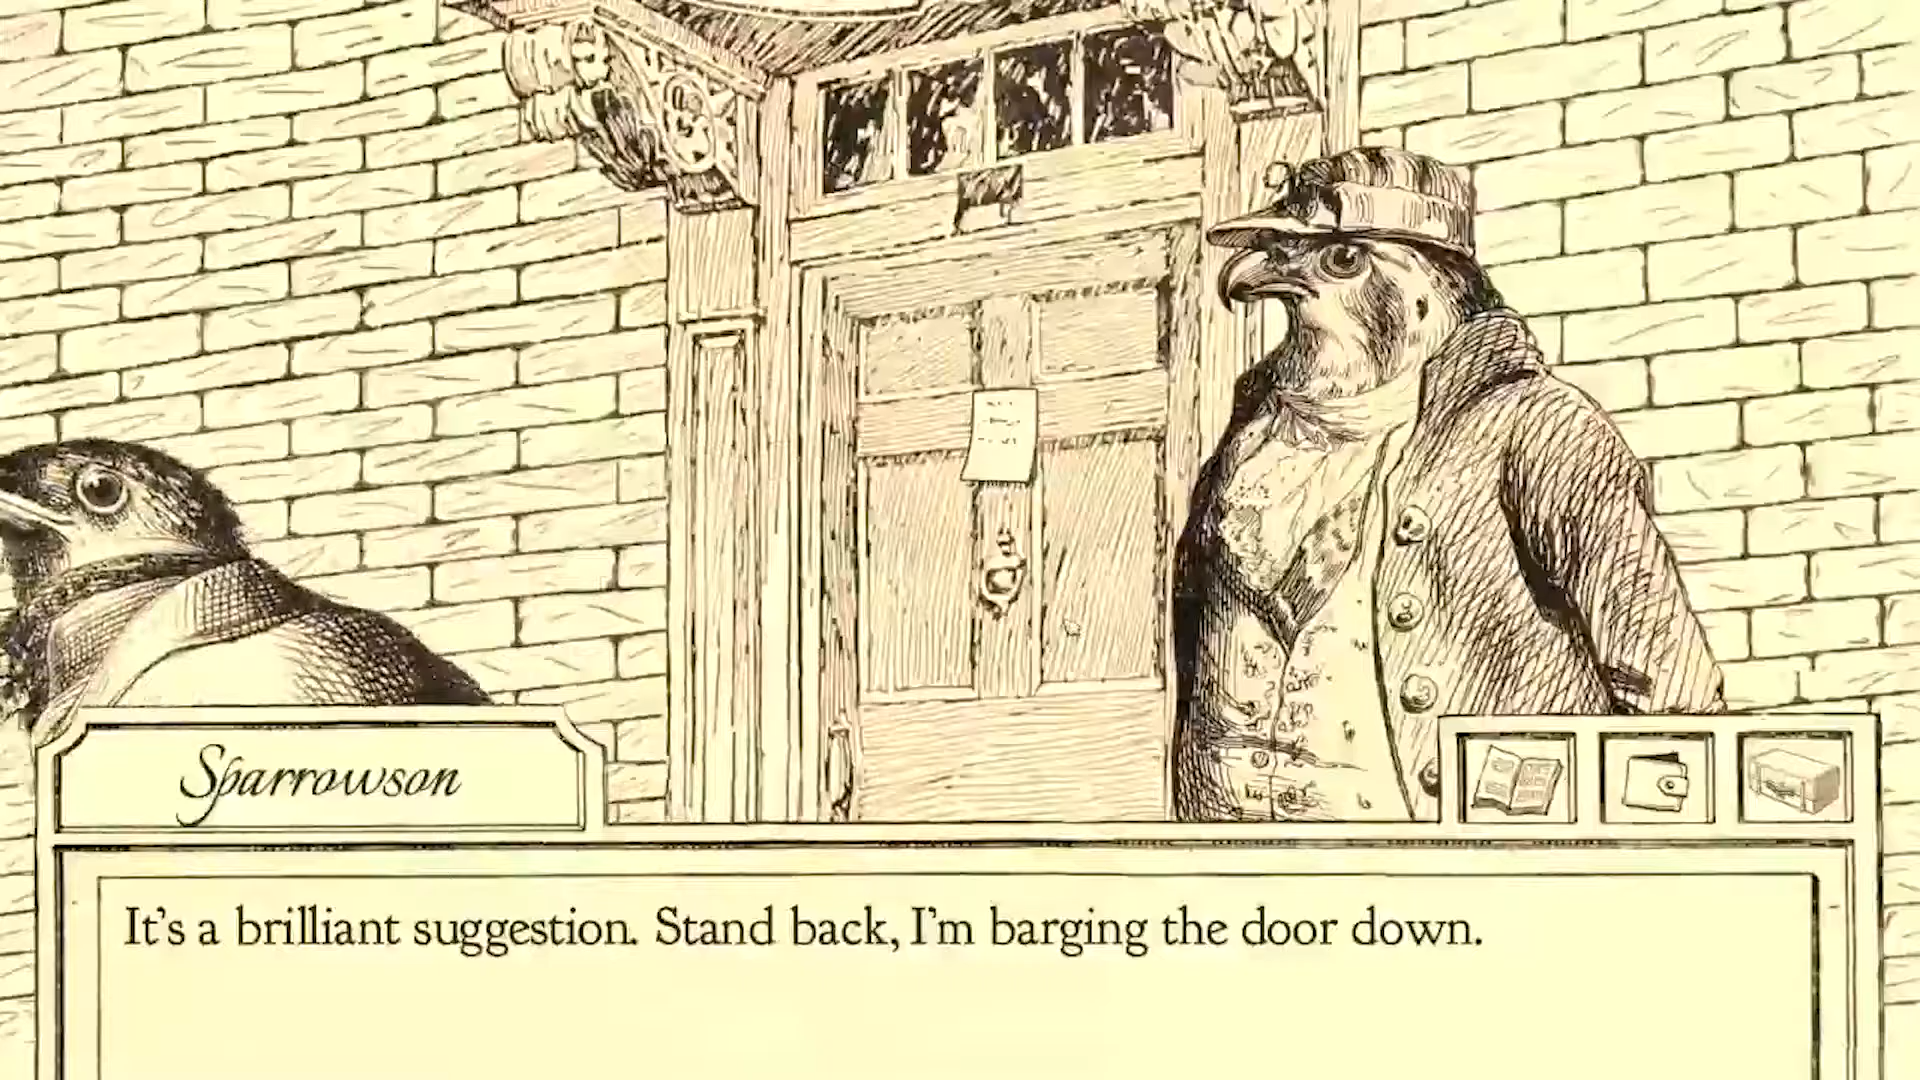 Sparrowson
It's a brilliant suggestion. Stand back, I'm barging the door down.